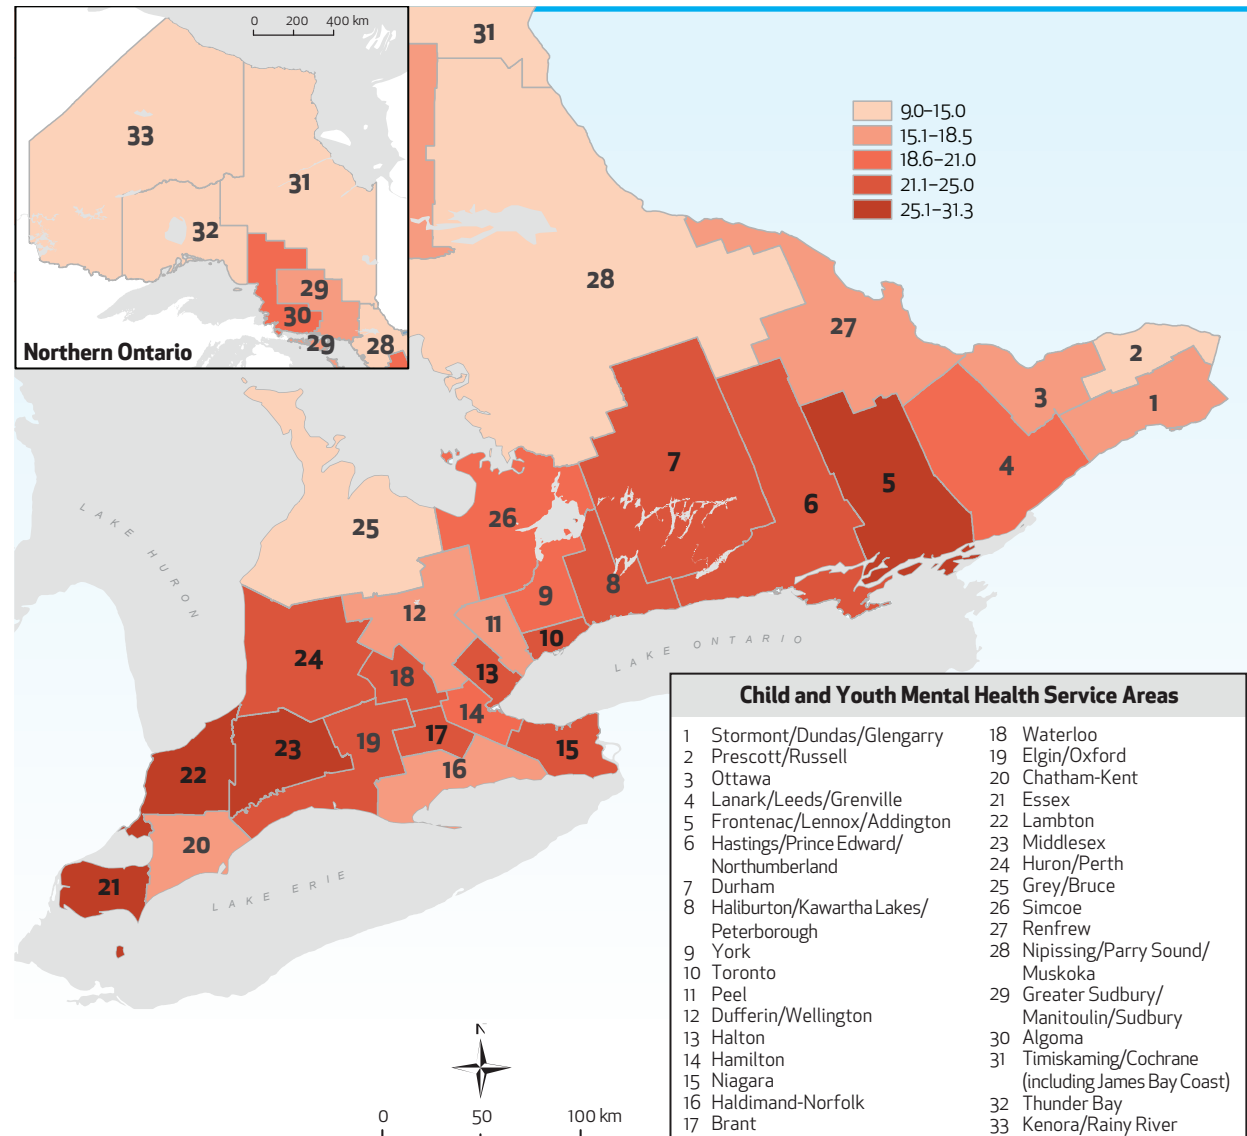 0 200 400 km
33
31
32
29
30
29
28
Northern Ontario
31
9.0–15.0
15.1–18.5
18.6–21.0
21.1–25.0
25.1–31.3
28
27
2
3
1
7
5
4
6
25
26
8
9
12
11
10
24
18
13
14
17
23
19
15
22
16
20
21
LAKE HURON
LAKE ONTARIO
LAKE ERIE
N
0 50 100 km
Child and Youth Mental Health Service Areas
1 Stormont/Dundas/Glengarry
2 Prescott/Russell
3 Ottawa
4 Lanark/Leeds/Grenville
5 Frontenac/Lennox/Addington
6 Hastings/Prince Edward/
Northumberland
7 Durham
8 Haliburton/Kawartha Lakes/
Peterborough
9 York
10 Toronto
11 Peel
12 Dufferin/Wellington
13 Halton
14 Hamilton
15 Niagara
16 Haldimand-Norfolk
17 Brant
18 Waterloo
19 Elgin/Oxford
20 Chatham-Kent
21 Essex
22 Lambton
23 Middlesex
24 Huron/Perth
25 Grey/Bruce
26 Simcoe
27 Renfrew
28 Nipissing/Parry Sound/
Muskoka
29 Greater Sudbury/
Manitoulin/Sudbury
30 Algoma
31 Timiskaming/Cochrane
(including James Bay Coast)
32 Thunder Bay
33 Kenora/Rainy River